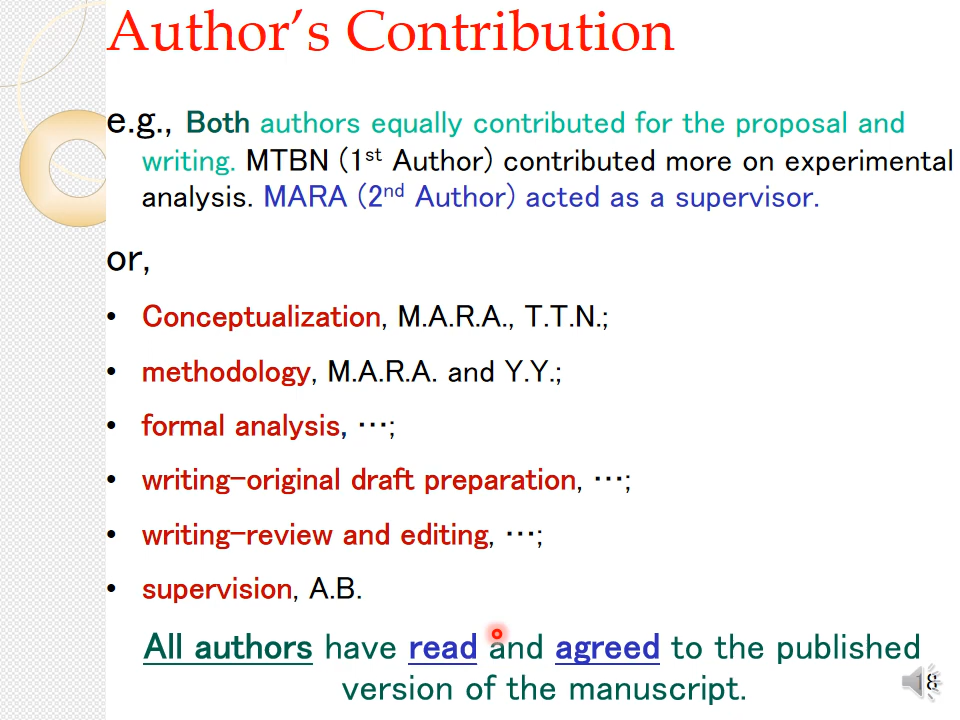 Author’s Contribution
e.g., Both authors equally contributed for the proposal and
writing. MTBN (1st Author) contributed more on experimental
analysis. MARA (2nd Author) acted as a supervisor.
or,
• Conceptualization, M.A.R.A., T.T.N.;
• methodology, M.A.R.A. and Y.Y.;
• formal analysis, …;
• writing-original draft preparation, …;
• writing-review and editing, …;
• supervision, A.B.
All authors have read and agreed to the published
version of the manuscript.
18